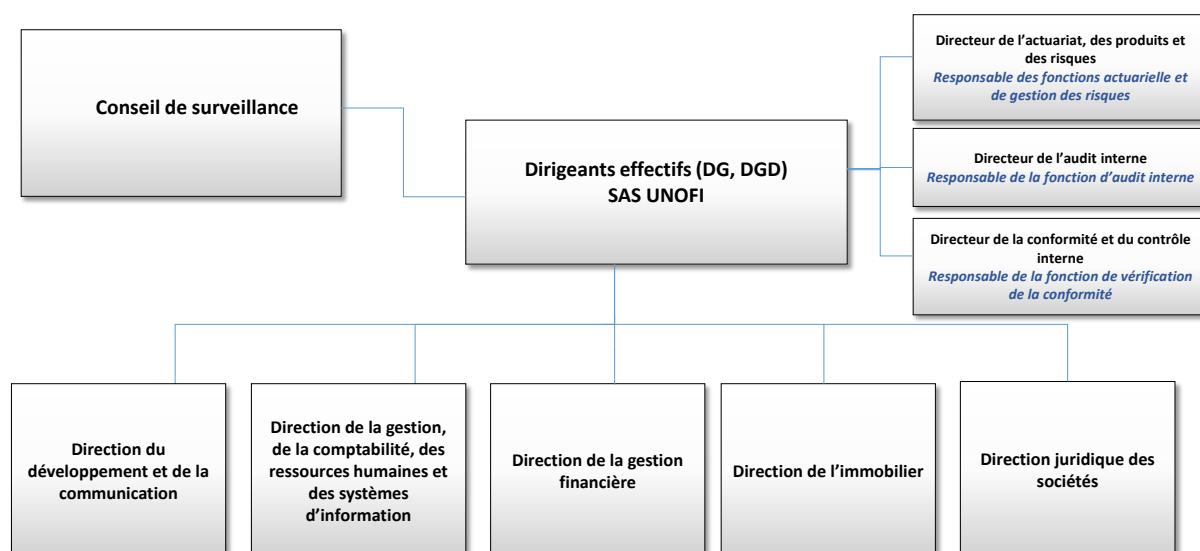 Conseil de surveillance
Dirigeants effectifs (DG, DGD)
SAS UNOFI
Directeur de l’actuariat, des produits et
des risques
Responsable des fonctions actuarielle et
de gestion des risques
Directeur de l’audit interne
Responsable de la fonction d’audit interne
Directeur de la conformité et du contrôle
interne
Responsable de la fonction de vérification
de la conformité
Direction du
développement et de la
communication
Direction de la gestion,
de la comptabilité, des
ressources humaines et
des systèmes
d’information
Direction de la gestion
financière
Direction de l’immobilier
Direction juridique des
sociétés